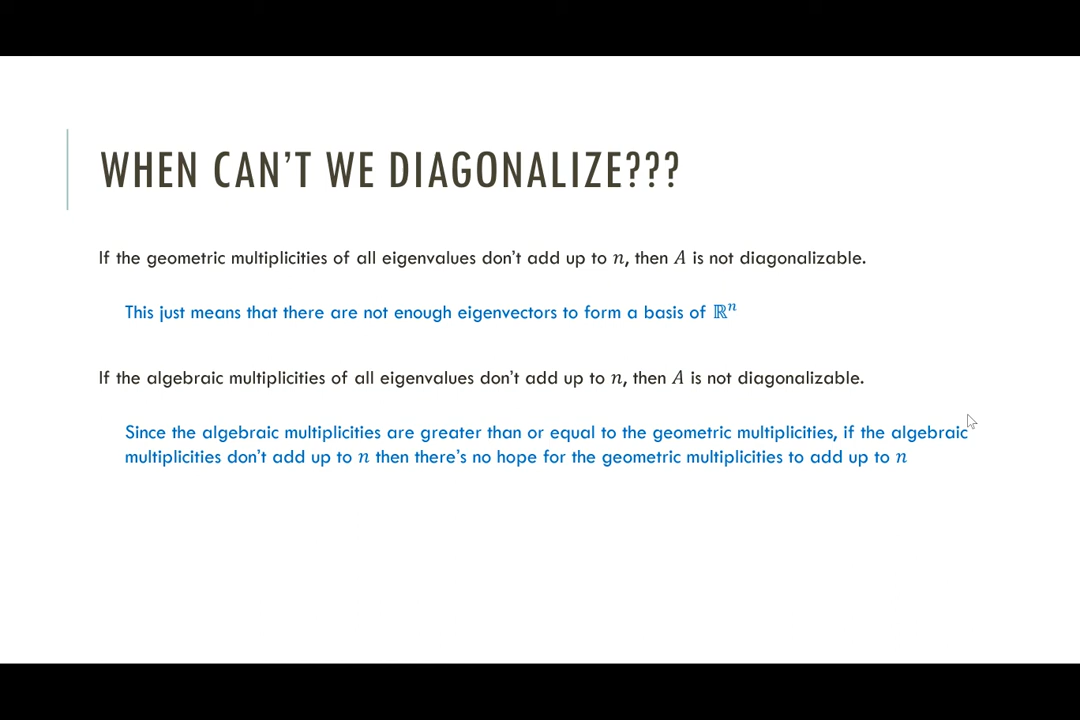 WHEN CAN'T WE DIAGONALIZE???
If the geometric multiplicities of all eigenvalues don't add up to n, then A is not diagonalizable.
This just means that there are not enough eigenvectors to form a basis of ℝⁿ
If the algebraic multiplicities of all eigenvalues don't add up to n, then A is not diagonalizable.
Since the algebraic multiplicities are greater than or equal to the geometric multiplicities, if the algebraic
multiplicities don't add up to n then there's no hope for the geometric multiplicities to add up to n